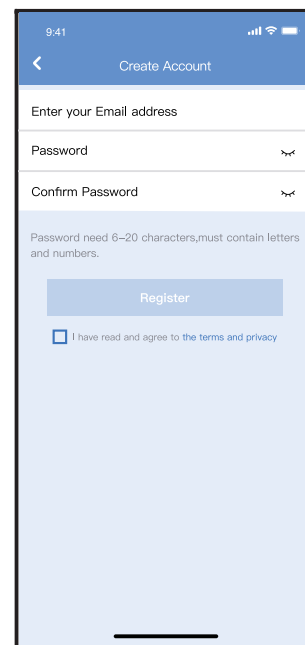 9:41
Create Account
Enter your Email address
Password
Confirm Password
Password need 6–20 characters,must contain letters
and numbers.
Register
I have read and agree to the terms and privacy